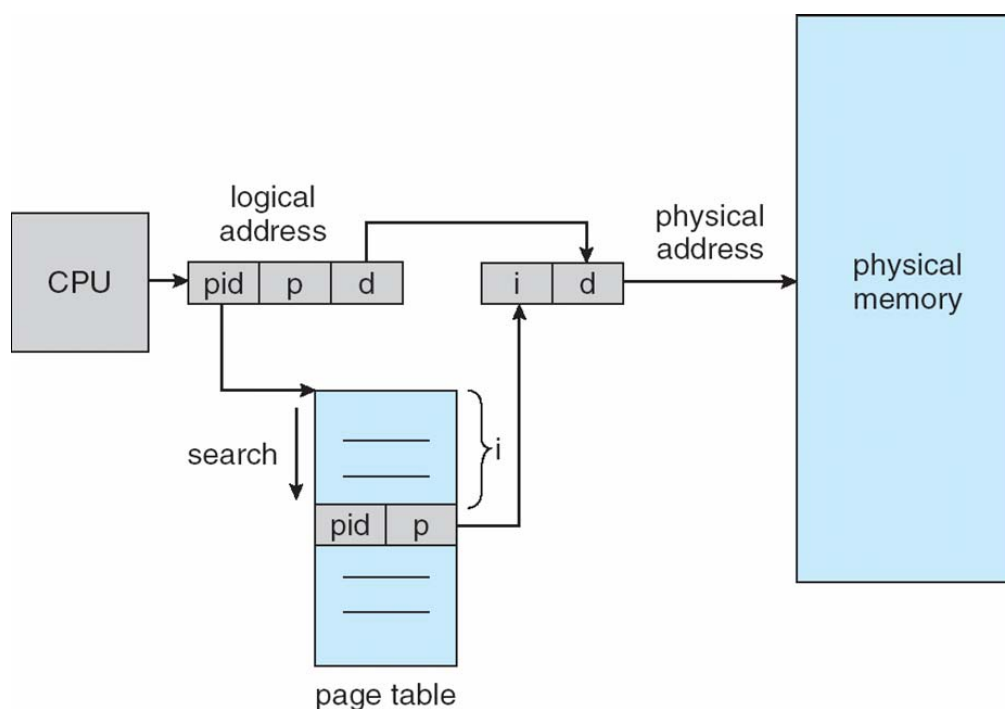 CPU
logical
address
pid p d
i d
physical
address
physical
memory
search
i
pid p
page table